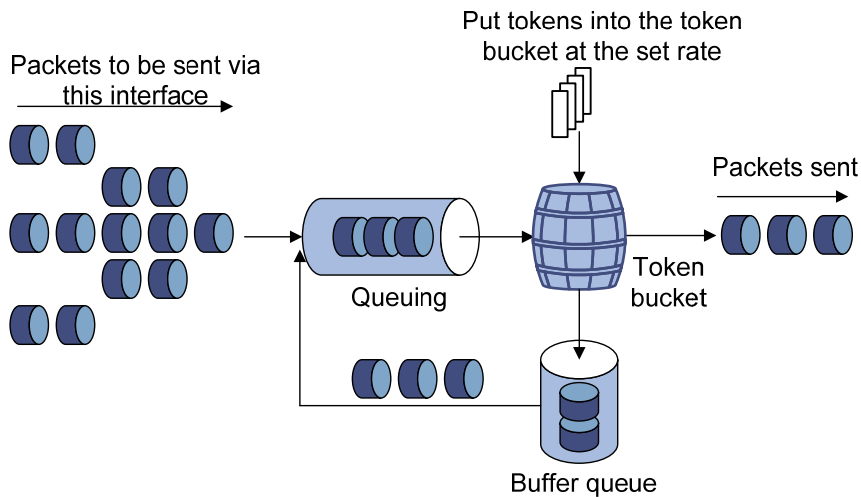 Put tokens into the token
bucket at the set rate
Packets to be sent via
this interface
Packets sent
Queuing
Token
bucket
Buffer queue